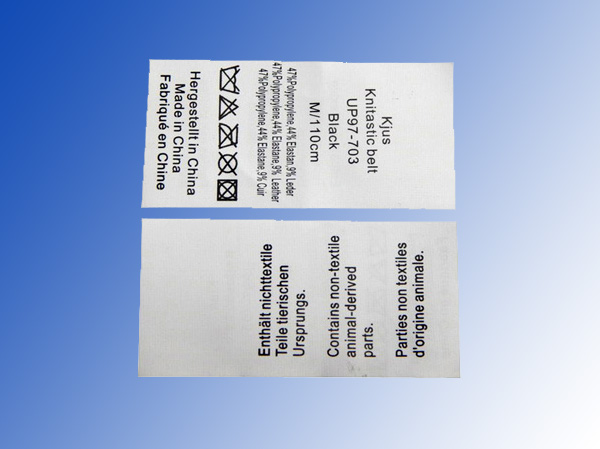 Kjus
Knitastic belt
UP97-703
Black
M/110cm
47%Polypropylene,44% Elastan,9% Leder
47%Polypropylene,44% Elastane,9% Leather
47%Polypropylene,44% Elastane,9% Cuir
Hergestellt in China
Made in China
Fabriqué en Chine
Enthält nichttextile
Teile tierischen
Ursprungs.
Contains non-textile
animal-derived
parts.
Parties non textiles
d'origine animale.